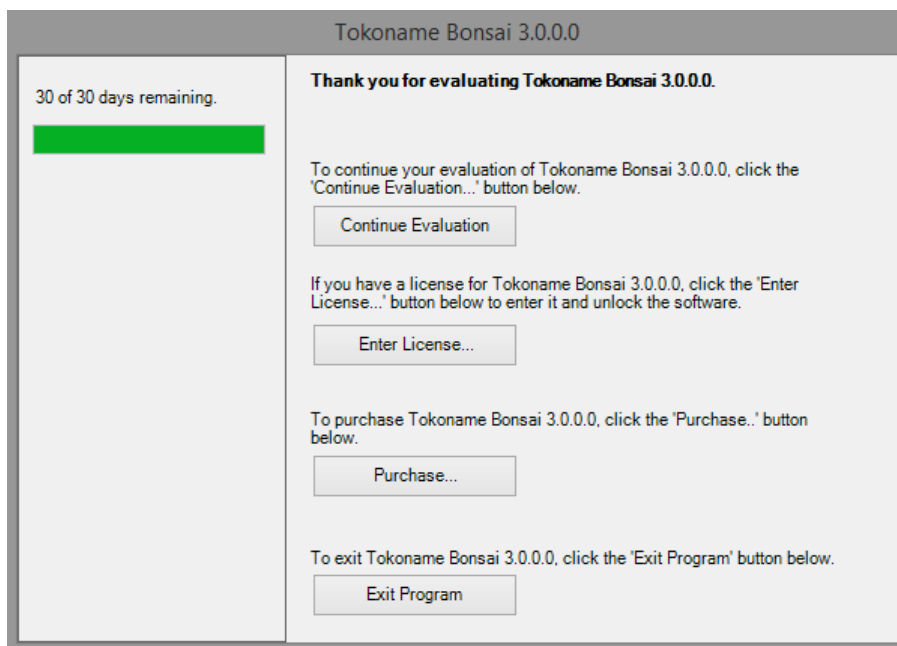 Tokoname Bonsai 3.0.0.0
30 of 30 days remaining.
Thank you for evaluating Tokoname Bonsai 3.0.0.0.
To continue your evaluation of Tokoname Bonsai 3.0.0.0, click the
'Continue Evaluation...' button below.
Continue Evaluation
If you have a license for Tokoname Bonsai 3.0.0.0, click the 'Enter
License...' button below to enter it and unlock the software.
Enter License...
To purchase Tokoname Bonsai 3.0.0.0, click the 'Purchase..' button
below.
Purchase...
To exit Tokoname Bonsai 3.0.0.0, click the 'Exit Program' button below.
Exit Program